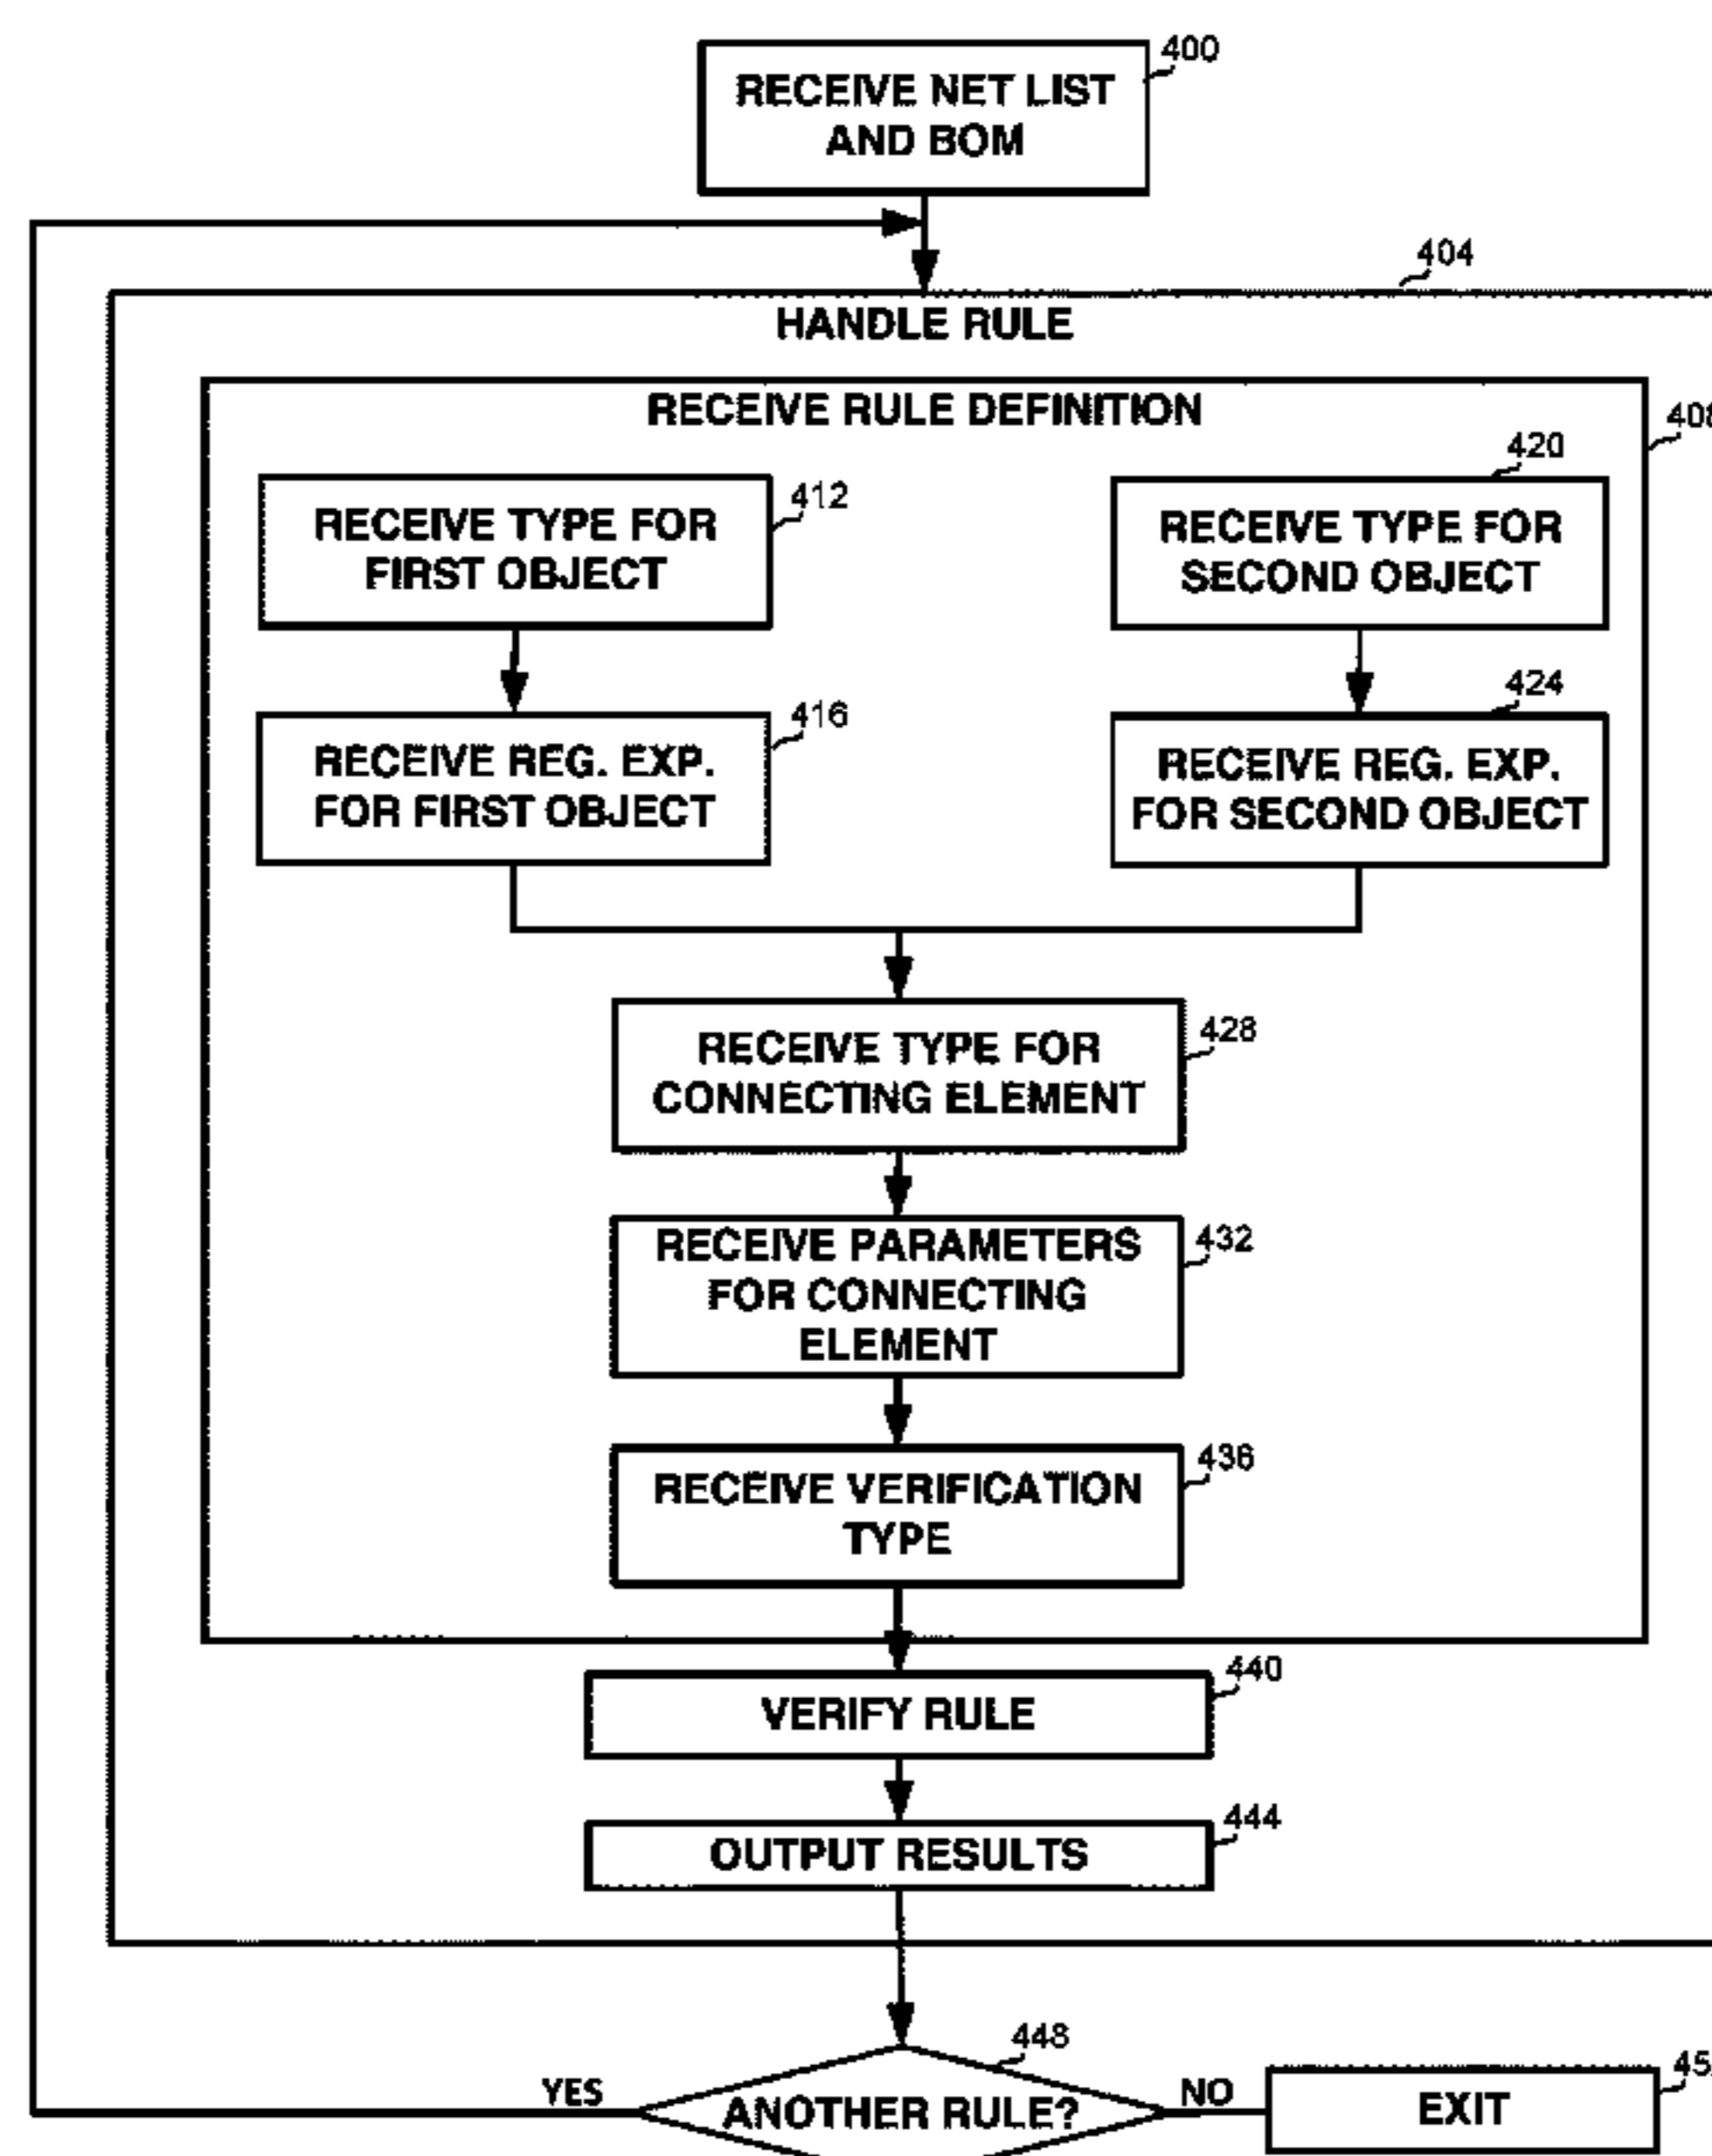 400
RECEIVE NET LIST
AND BOM
404
HANDLE RULE
RECEIVE RULE DEFINITION
420
412
RECEIVE TYPE FOR
FIRST OBJECT
RECEIVE TYPE FOR
SECOND OBJECT
424
416
RECEIVE REG. EXP.
FOR FIRST OBJECT
RECEIVE REG. EXP.
FOR SECOND OBJECT
428
RECEIVE TYPE FOR
CONNECTING ELEMENT
432
RECEIVE PARAMETERS
FOR CONNECTING
ELEMENT
436
RECEIVE VERIFICATION
TYPE
440
VERIFY RULE
444
OUTPUT RESULTS
448
YES
ANOTHER RULE?
NO
EXIT